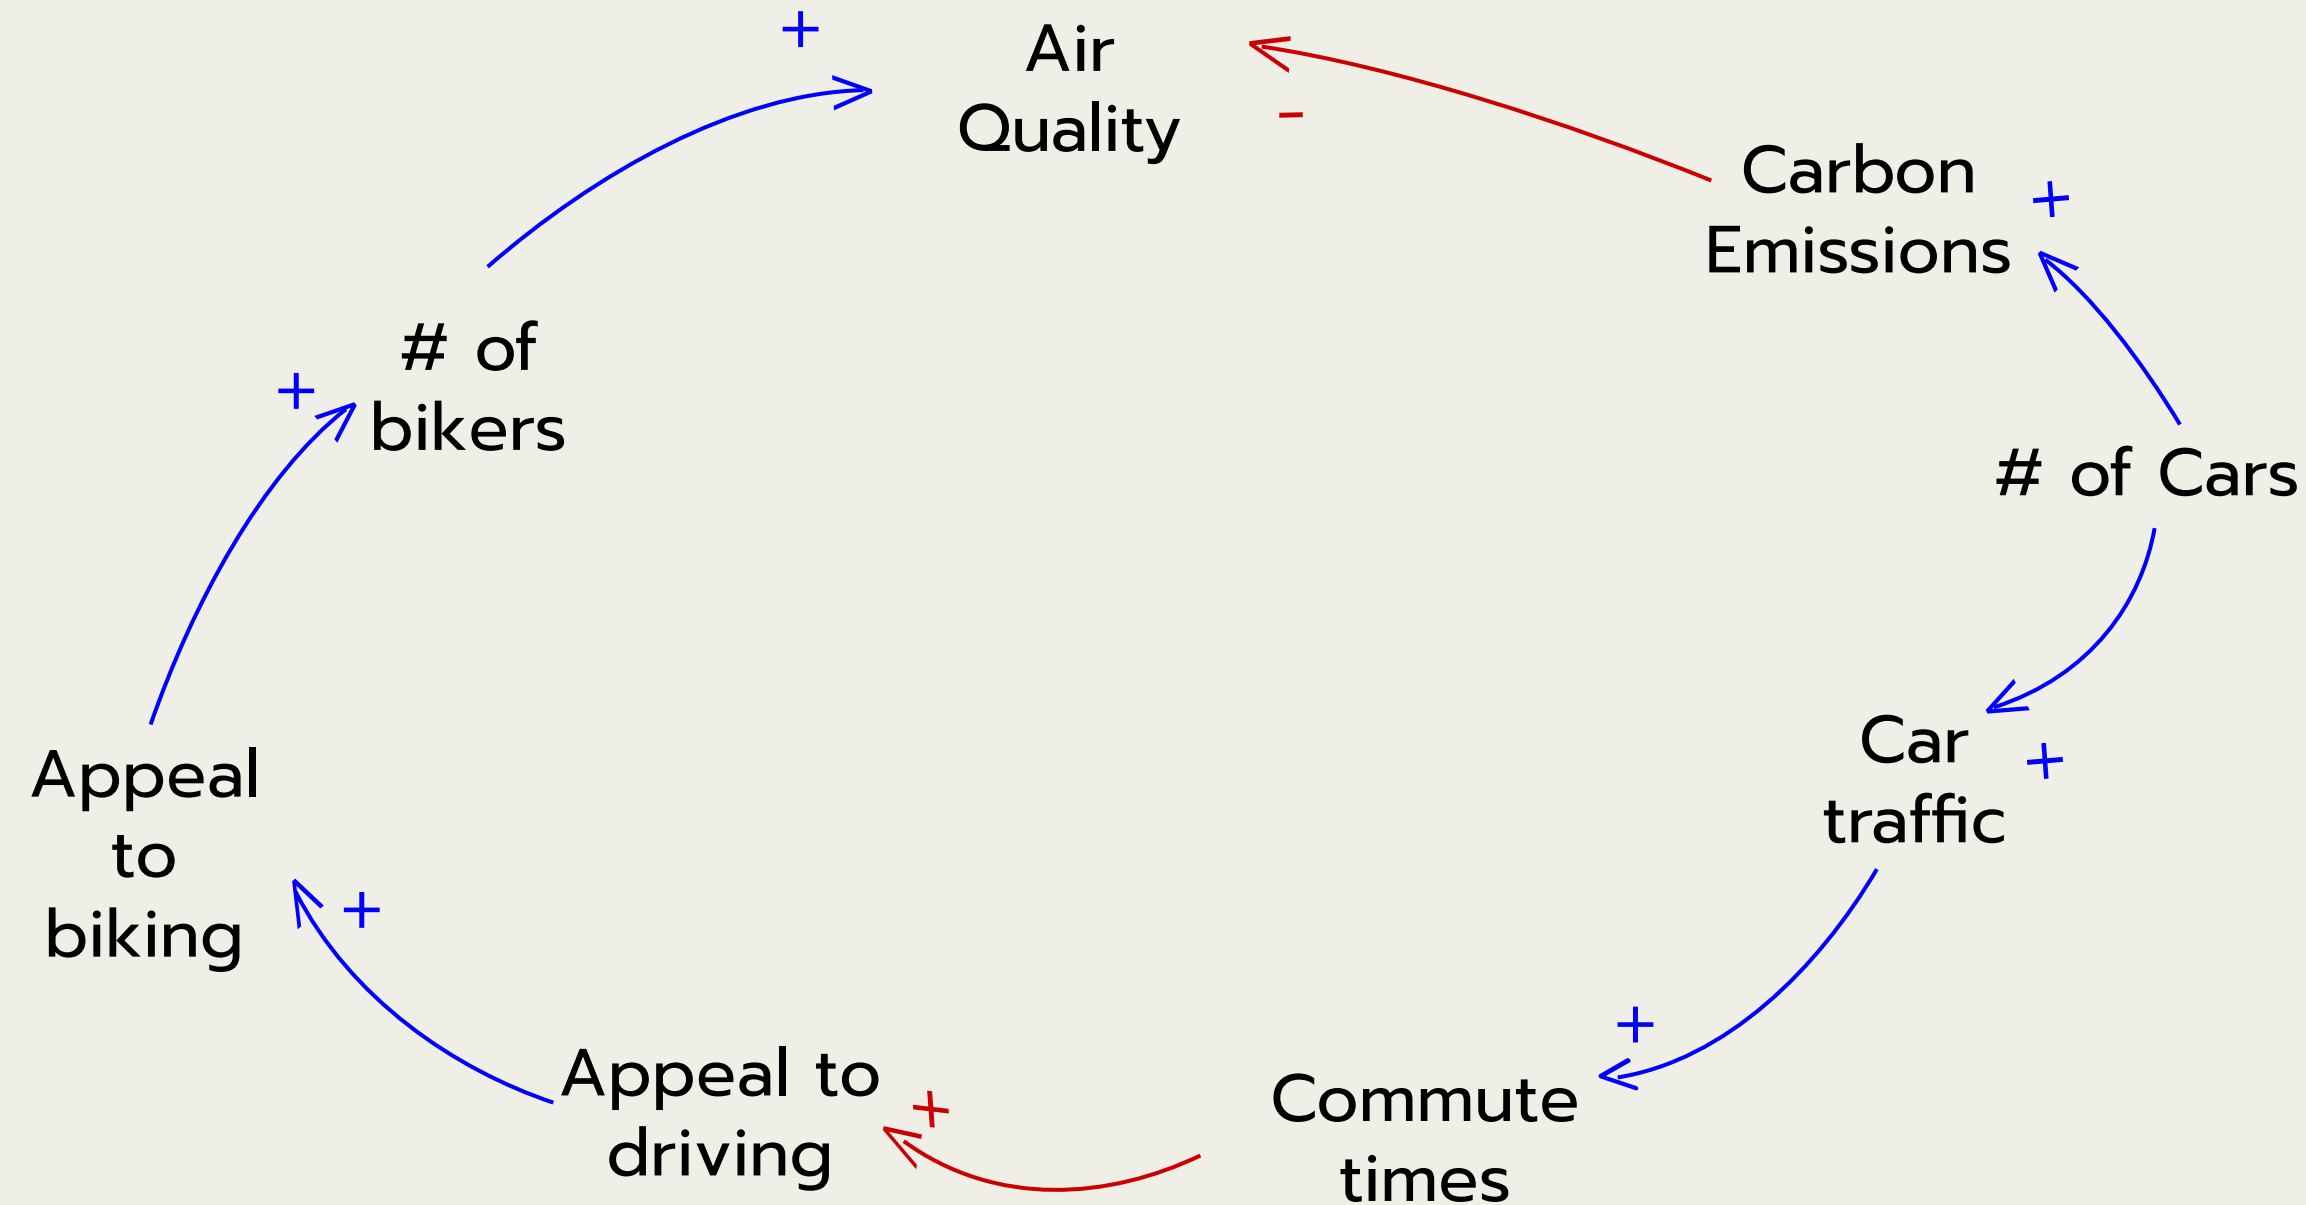 +
Air
Quality
-
Carbon
Emissions
+
# of
bikers
+
# of Cars
Car
traffic
+
Appeal
to
biking
+
+
Appeal to
driving
+
Commute
times